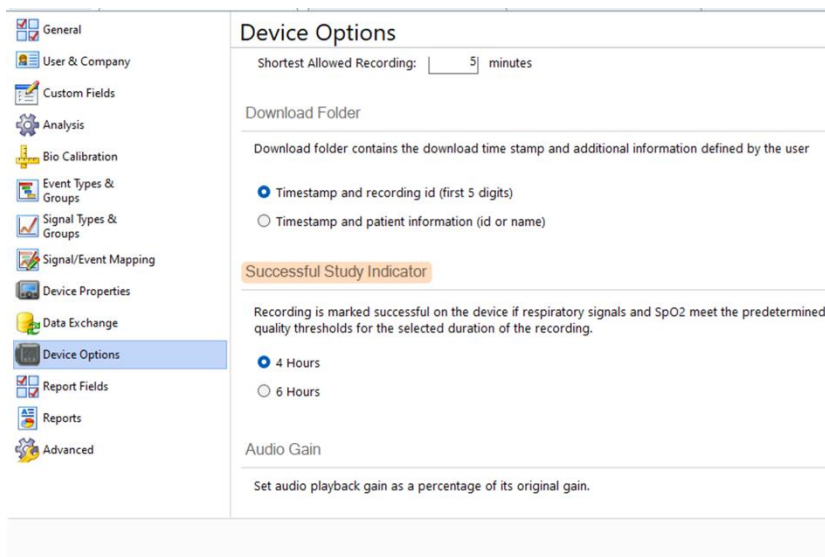 General
User & Company
Custom Fields
Analysis
Bio Calibration
Event Types &
Groups
Signal Types &
Groups
Signal/Event Mapping
Device Properties
Data Exchange
Device Options
Report Fields
Reports
Advanced
Device Options
Shortest Allowed Recording: 5 minutes
Download Folder
Download folder contains the download time stamp and additional information defined by the user
Timestamp and recording id (first 5 digits)
Timestamp and patient information (id or name)
Successful Study Indicator
Recording is marked successful on the device if respiratory signals and SpO2 meet the predetermined
quality thresholds for the selected duration of the recording.
4 Hours
6 Hours
Audio Gain
Set audio playback gain as a percentage of its original gain.